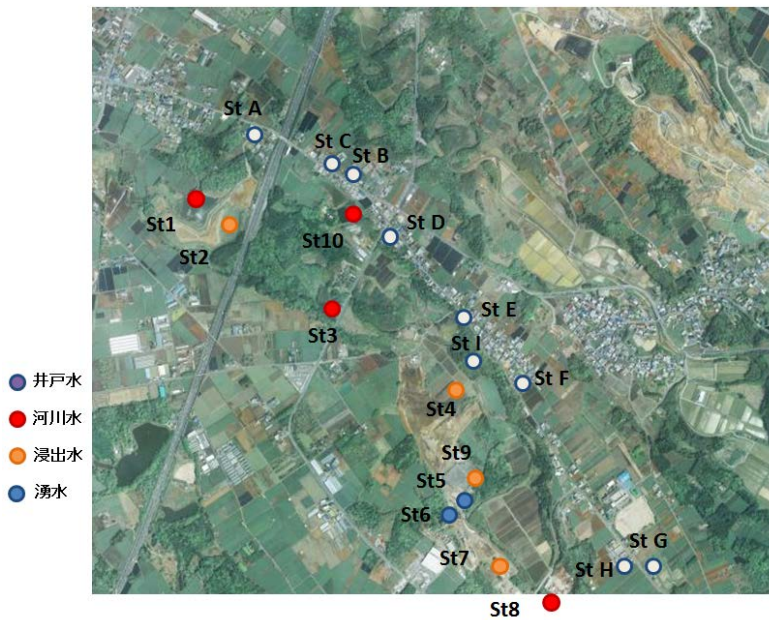 St A
St C
St B
St1
St2
St10
St D
St3
St E
St I
St F
St4
St9
St5
St6
St7
St H
St G
St8
井戸水
河川水
浸出水
湧水